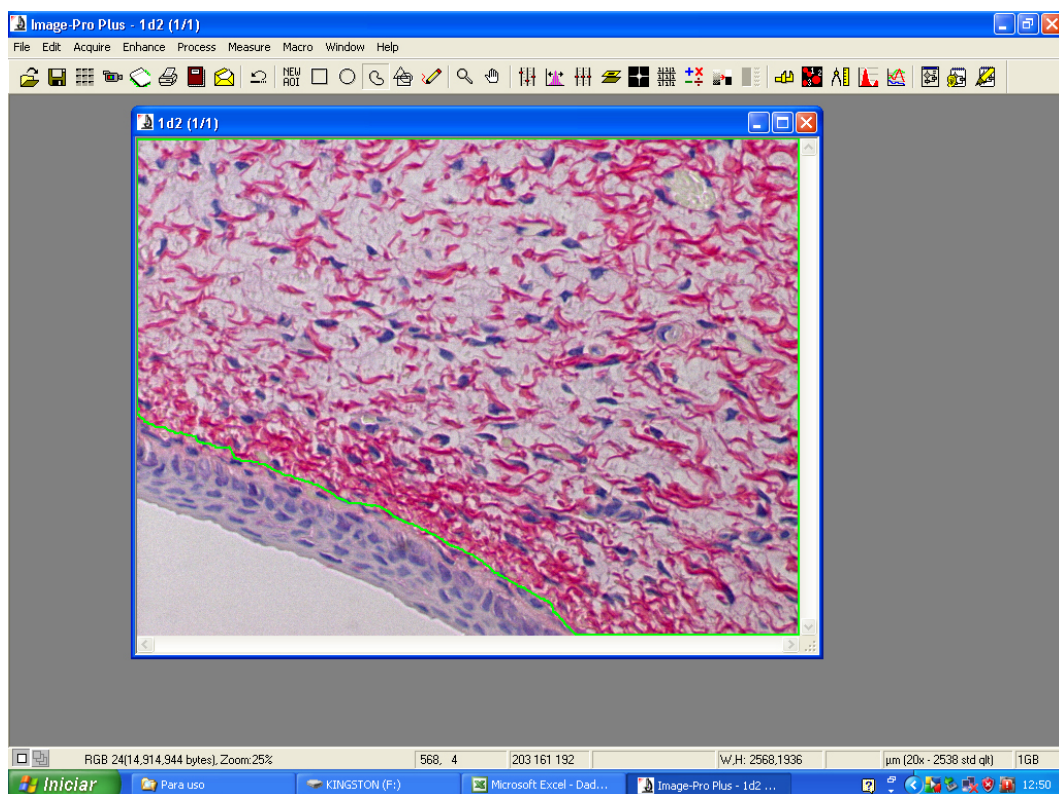 Image-Pro Plus - 1d2 (1/1)
File Edit Acquire Enhance Process Measure Macro Window Help
NEW AOI
1d2 (1/1)
RGB 24(14,914,944 bytes), Zoom:25% 568, 4 203 161 192 W,H: 2568,1936 µm (20x - 2538 std qlt) 1GB
Iniciar Para uso KINGSTON (F:) Microsoft Excel - Dad... Image-Pro Plus - 1d2 ... 12:50